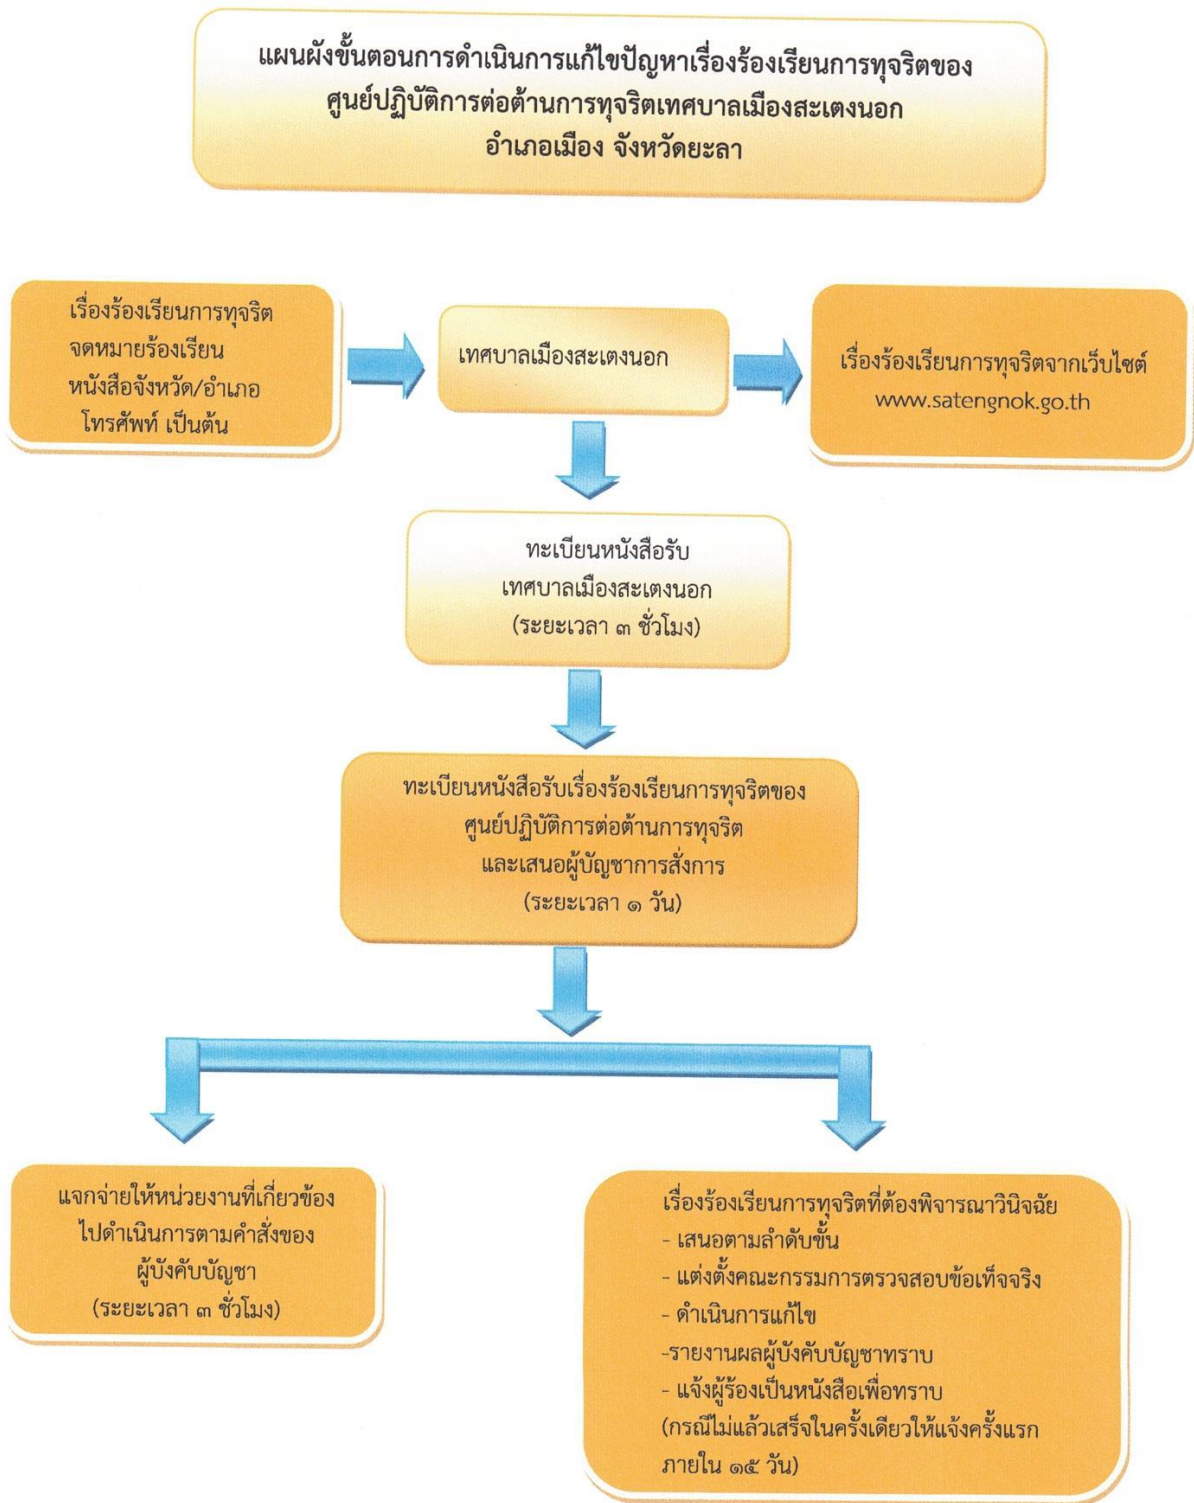 แผนผังขั้นตอนการดำเนินการแก้ไขปัญหาเรื่องร้องเรียนการทุจริตของ
ศูนย์ปฏิบัติการต่อต้านการทุจริตเทศบาลเมืองสะเตงนอก
อำเภอเมือง จังหวัดยะลา
เรื่องร้องเรียนการทุจริต
จดหมายร้องเรียน
หนังสือจังหวัด/อำเภอ
โทรศัพท์ เป็นต้น
เทศบาลเมืองสะเตงนอก
เรื่องร้องเรียนการทุจริตจากเว็บไซต์
www.satengnok.go.th
ทะเบียนหนังสือรับ
เทศบาลเมืองสะเตงนอก
(ระยะเวลา ๓ ชั่วโมง)
ทะเบียนหนังสือรับเรื่องร้องเรียนการทุจริตของ
ศูนย์ปฏิบัติการต่อต้านการทุจริต
และเสนอผู้บัญชาการสั่งการ
(ระยะเวลา ๑ วัน)
แจกจ่ายให้หน่วยงานที่เกี่ยวข้อง
ไปดำเนินการตามคำสั่งของ
ผู้บังคับบัญชา
(ระยะเวลา ๓ ชั่วโมง)
เรื่องร้องเรียนการทุจริตที่ต้องพิจารณาวินิจฉัย
- เสนอตามลำดับขั้น
- แต่งตั้งคณะกรรมการตรวจสอบข้อเท็จจริง
- ดำเนินการแก้ไข
-รายงานผลผู้บังคับบัญชาทราบ
- แจ้งผู้ร้องเป็นหนังสือเพื่อทราบ
(กรณีไม่แล้วเสร็จในครั้งเดียวให้แจ้งครั้งแรก
ภายใน ๑๕ วัน)